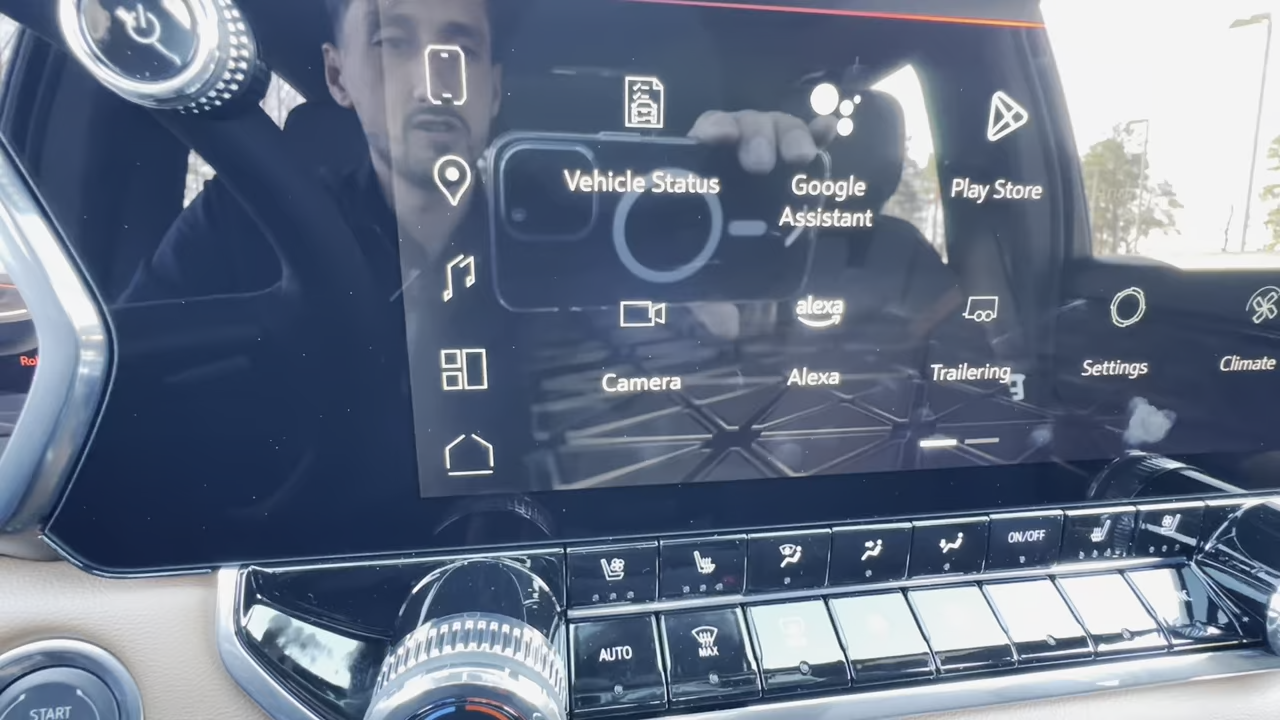 Vehicle Status
Google
Assistant
Play Store
alexa
Camera
Alexa
Trailering
Settings
Climate
ON/OFF
AUTO
MAX
START